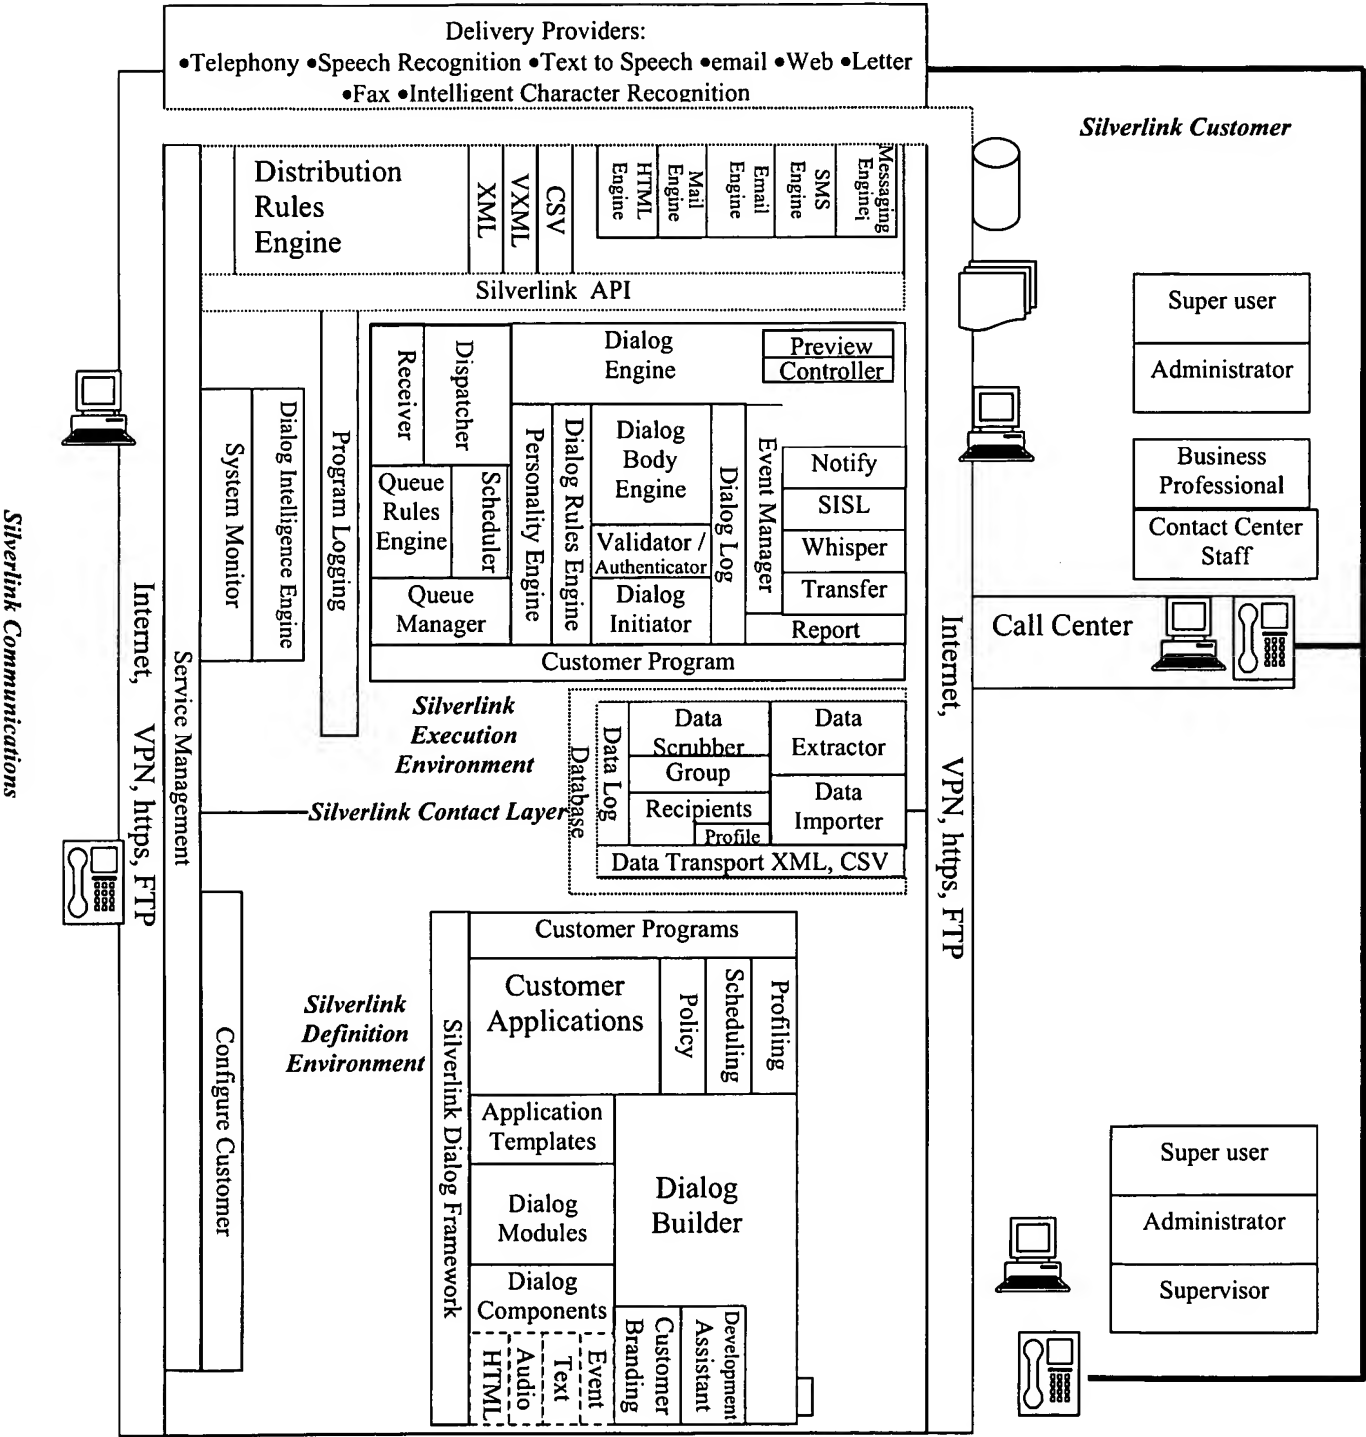 Delivery Providers:
•Telephony •Speech Recognition •Text to Speech •email •Web •Letter
•Fax •Intelligent Character Recognition
Silverlink Customer
Distribution
Rules
Engine
XML
VXML
CSV
HTML
Engine
Mail
Engine
Email
Engine
SMS
Engine
Messaging
Enginei
Silverlink API
Super user
Administrator
Business
Professional
Contact Center
Staff
Call Center
Receiver
Dispatcher
Dialog
Engine
Preview
Controller
Queue
Rules
Engine
Scheduler
Queue
Manager
Personality Engine
Dialog Rules Engine
Dialog
Body
Engine
Validator /
Authenticator
Dialog
Initiator
Dialog Log
Event Manager
Notify
SISL
Whisper
Transfer
Report
Customer Program
System Monitor
Dialog Intelligence Engine
Program Logging
Silverlink Communications
Internet, VPN, https, FTP
Service Management
Internet, VPN, https, FTP
Silverlink
Execution
Environment
Silverlink Contact Layer
Database
Data Log
Data
Scrubber
Group
Recipients
Profile
Data
Extractor
Data
Importer
Data Transport XML, CSV
Configure Customer
Silverlink
Definition
Environment
Silverlink Dialog Framework
Customer Programs
Customer
Applications
Policy
Scheduling
Profiling
Application
Templates
Dialog
Modules
Dialog
Components
HTML
Audio
Text
Event
Dialog
Builder
Customer
Branding
Development
Assistant
Super user
Administrator
Supervisor